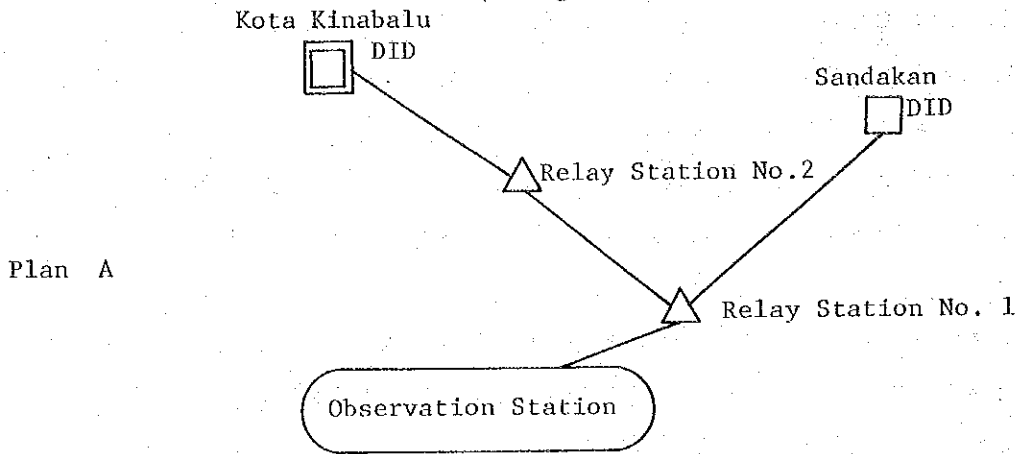 Kota Kinabalu
DID
Sandakan
DID
Relay Station No.2
Plan A
Relay Station No. 1
Observation Station